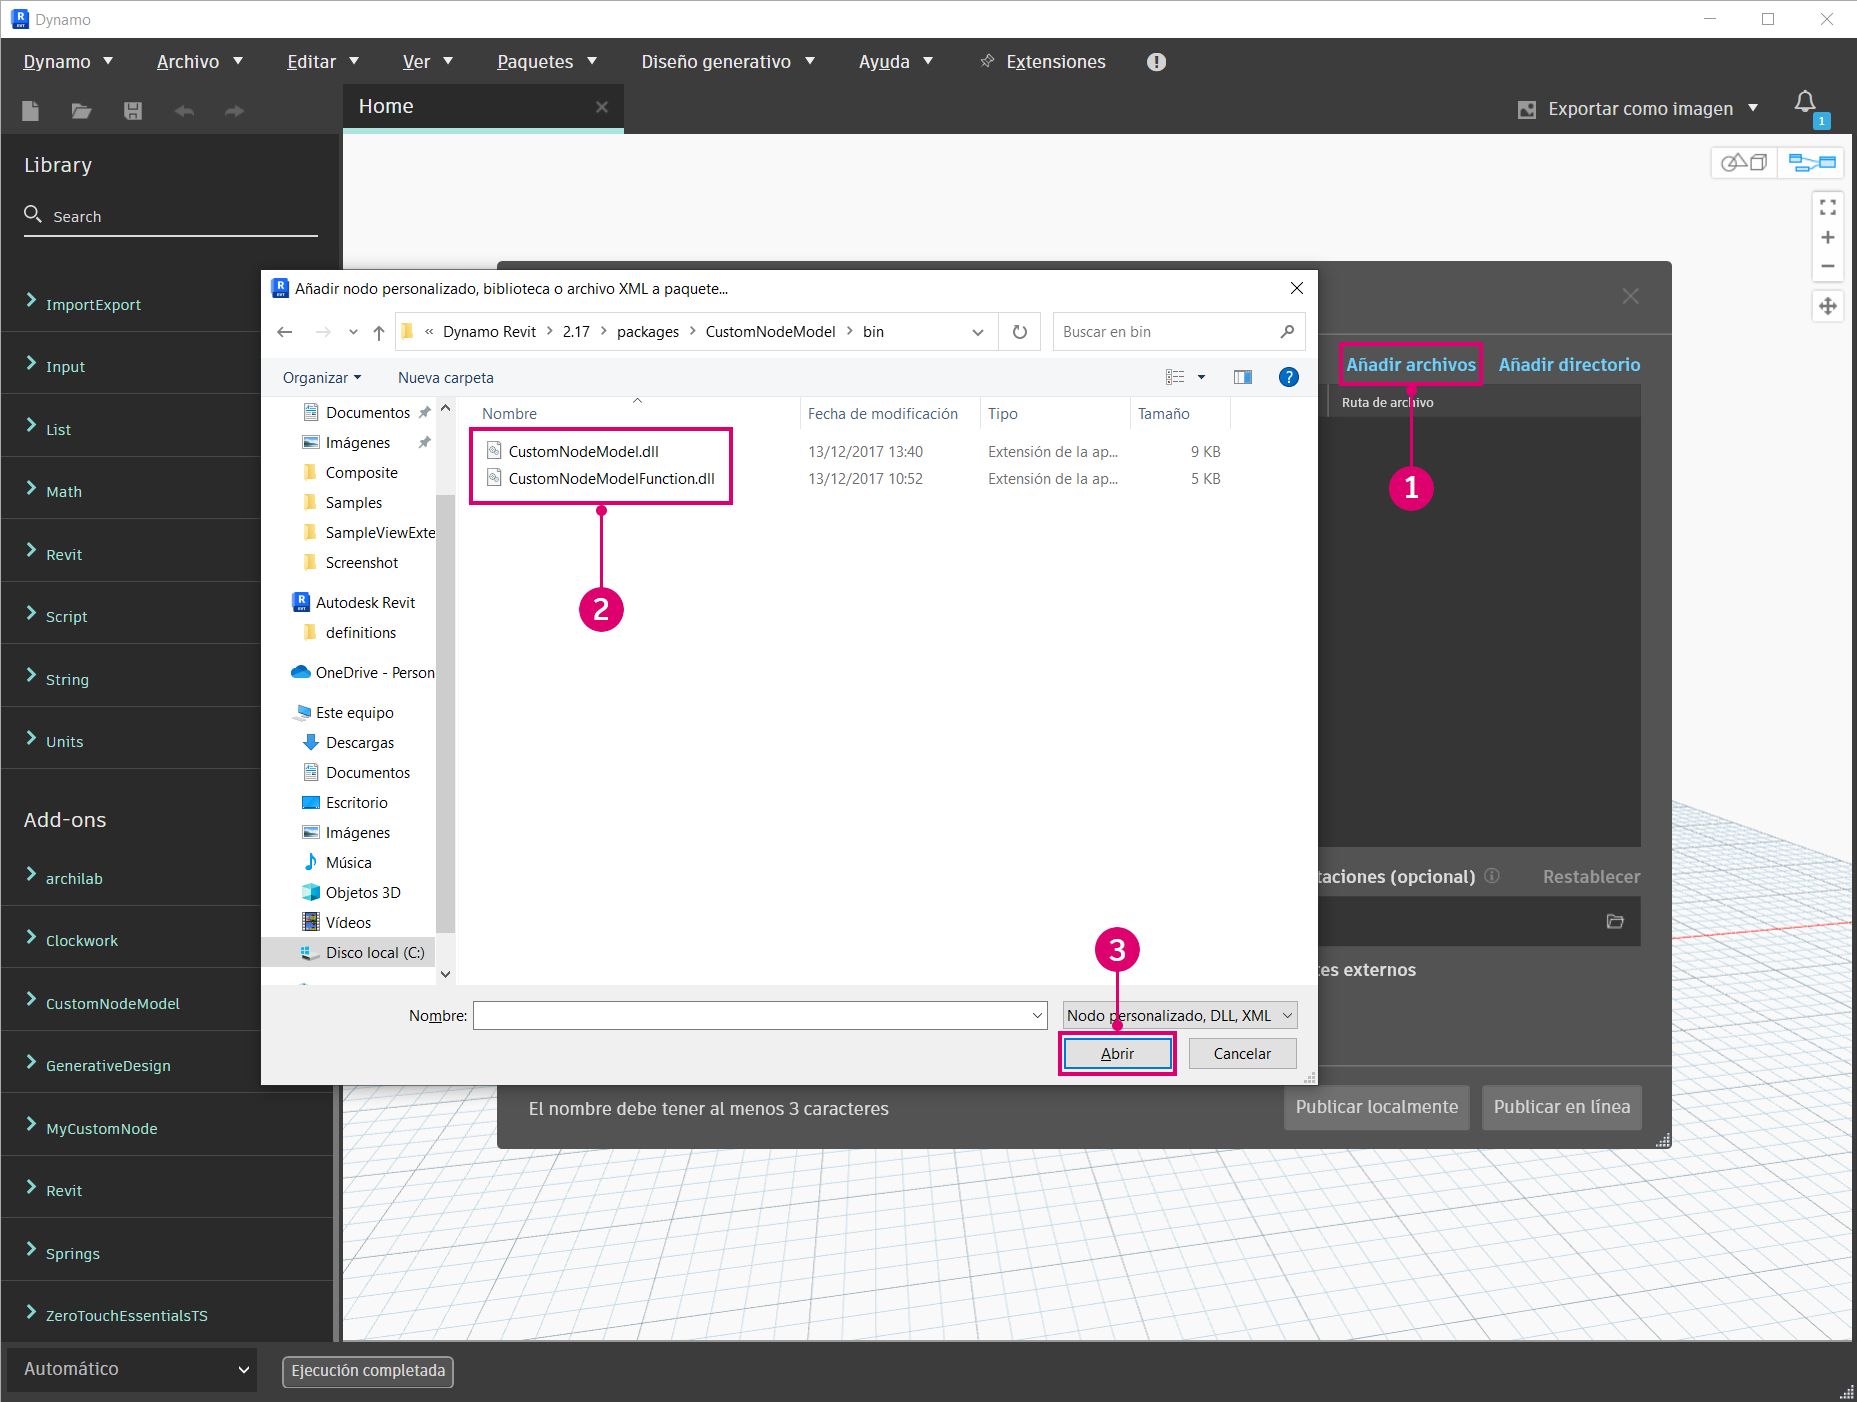 Dynamo
Dynamo Archivo Editar Ver Paquetes Diseño generativo Ayuda Extensiones
Home
Exportar como imagen
1
Library
Search
ImportExport
Input
List
Math
Revit
Script
String
Units
Add-ons
archilab
Clockwork
CustomNodeModel
GenerativeDesign
MyCustomNode
Revit
Springs
ZeroTouchEssentialsTS
Automático
Ejecución completada
Añadir nodo personalizado, biblioteca o archivo XML a paquete...
« Dynamo Revit > 2.17 > packages > CustomNodeModel > bin
Buscar en bin
Organizar
Nueva carpeta
Documentos
Imágenes
Composite
Samples
SampleViewExte
Screenshot
Autodesk Revit
definitions
OneDrive - Person
Este equipo
Descargas
Documentos
Escritorio
Imágenes
Música
Objetos 3D
Vídeos
Disco local (C:)
Nombre Fecha de modificación Tipo Tamaño
CustomNodeModel.dll 13/12/2017 13:40 Extensión de la ap... 9 KB
CustomNodeModelFunction.dll 13/12/2017 10:52 Extensión de la ap... 5 KB
2
3
Nombre:
Nodo personalizado, DLL, XML
Abrir
Cancelar
Añadir archivos
Añadir directorio
Ruta de archivo
1
taciones (opcional)
Restablecer
tes externos
El nombre debe tener al menos 3 caracteres
Publicar localmente
Publicar en línea